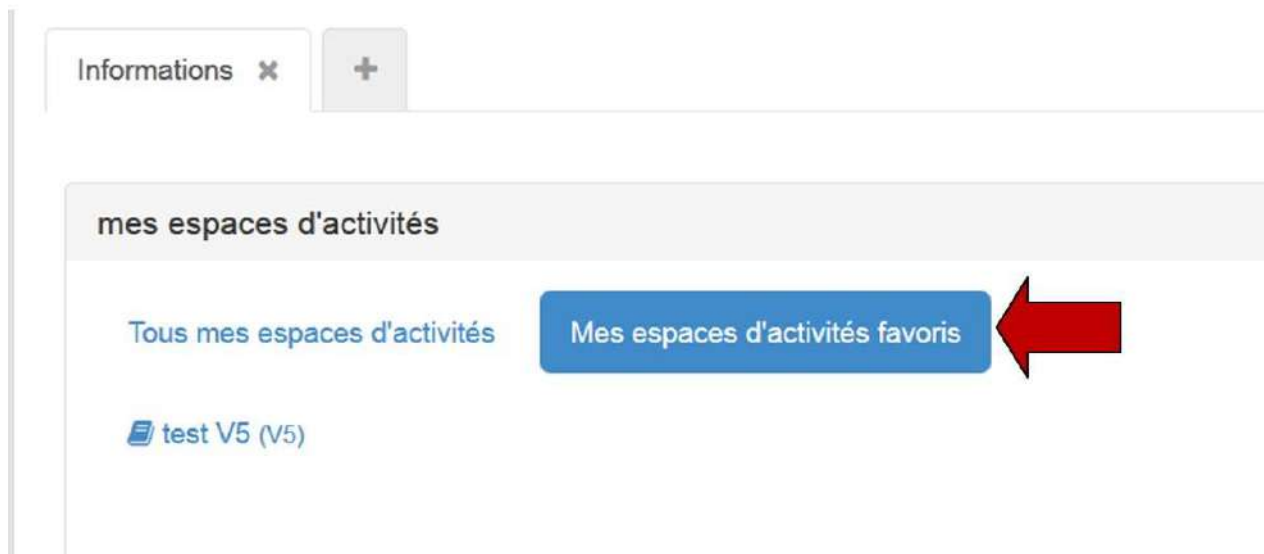 Informations ✖ +
mes espaces d'activités
Tous mes espaces d'activités Mes espaces d'activités favoris
test V5 (V5)